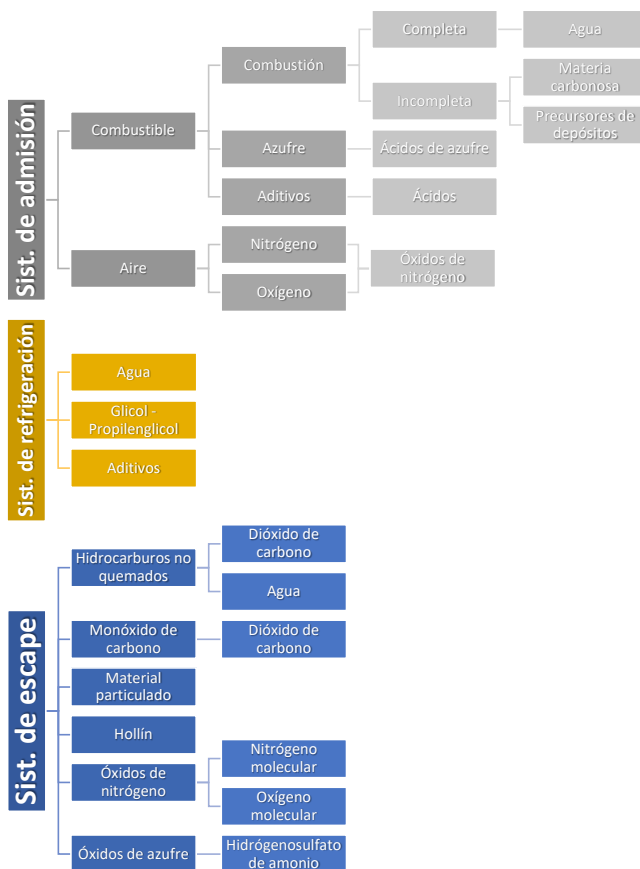 Sist. de admisión
Combustible
Combustión
Completa
Agua
Incompleta
Materia
carbonosa
Precursores de
depósitos
Azufre
Ácidos de azufre
Aditivos
Ácidos
Aire
Nitrógeno
Oxígeno
Óxidos de
nitrógeno
Sist. de refrigeración
Agua
Glicol -
Propilenglicol
Aditivos
Sist. de escape
Hidrocarburos no
quemados
Dióxido de
carbono
Agua
Monóxido de
carbono
Dióxido de
carbono
Material
particulado
Hollín
Óxidos de
nitrógeno
Nitrógeno
molecular
Oxígeno
molecular
Óxidos de azufre
Hidrógenosulfato
de amonio